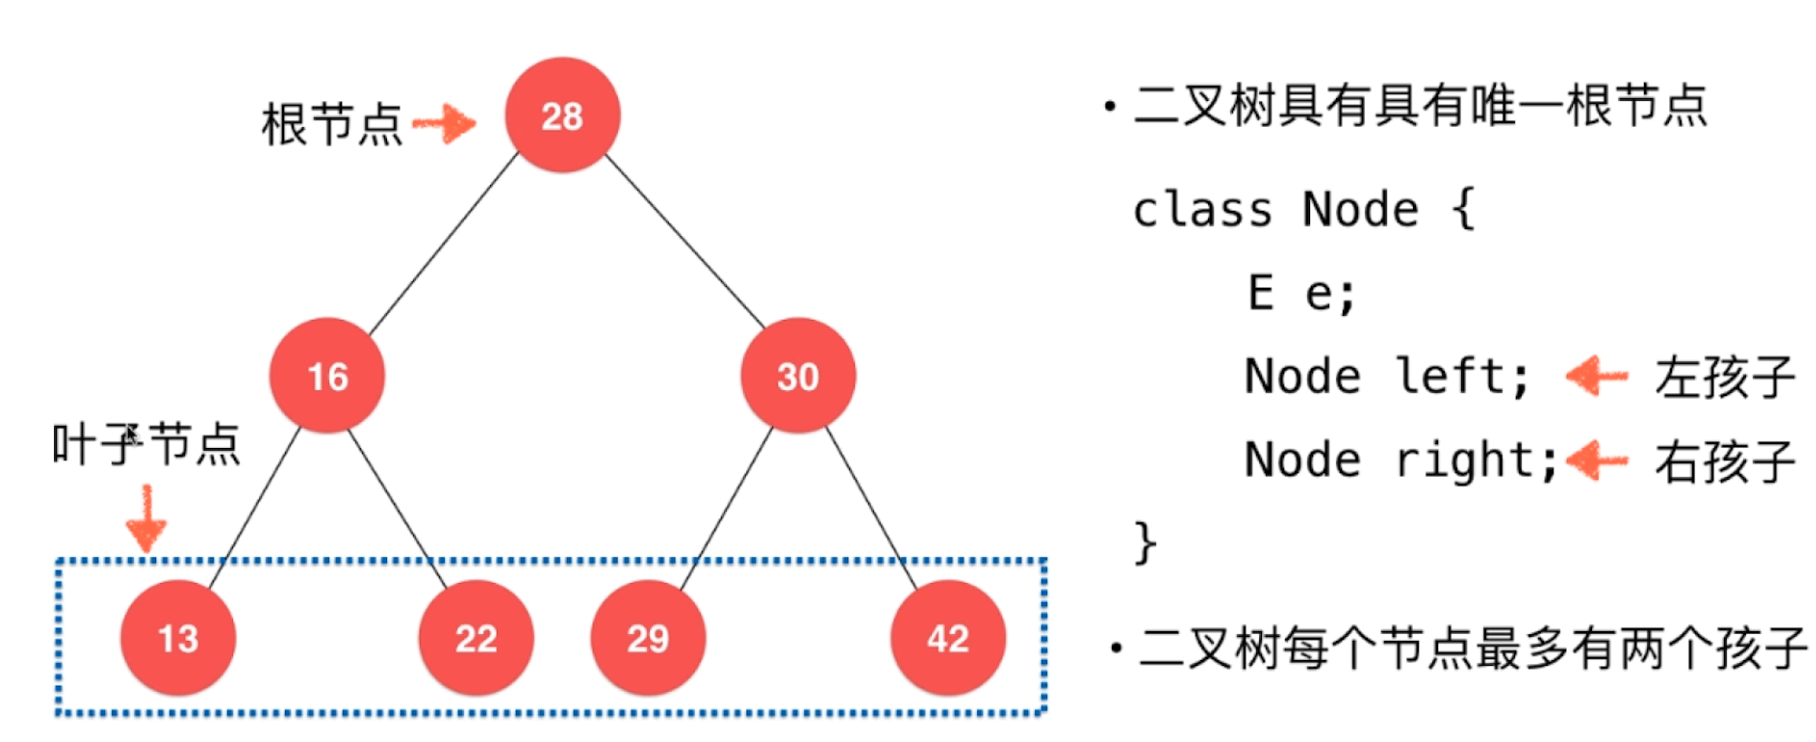 根节点
28
16
30
叶子节点
13
22
29
42
• 二叉树具有具有唯一根节点
class Node {
E e;
Node left; 左孩子
Node right; 右孩子
}
• 二叉树每个节点最多有两个孩子